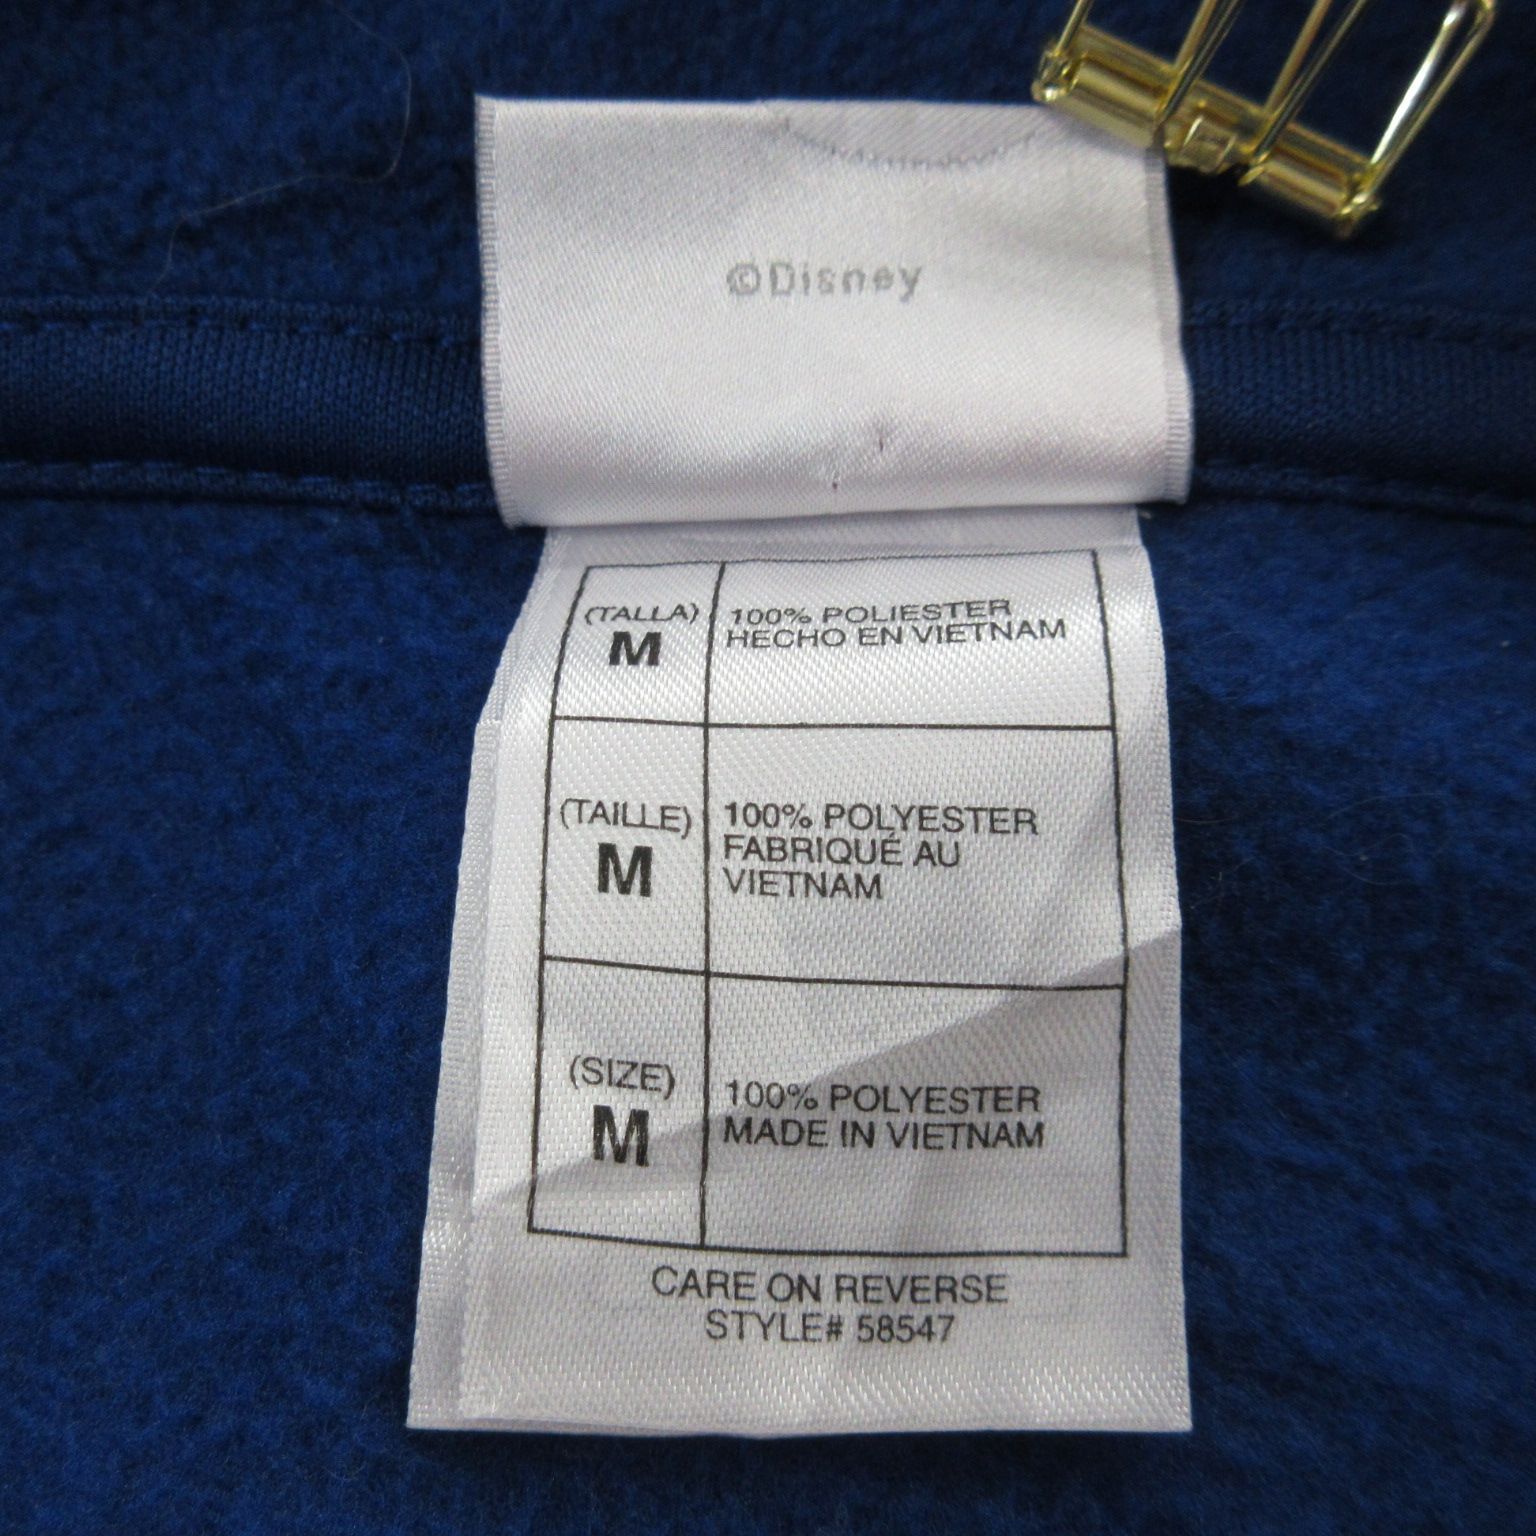 ©Disney
(TALLA)
M
100% POLIESTER
HECHO EN VIETNAM
(TAILLE)
M
100% POLYESTER
FABRIQUÉ AU
VIETNAM
(SIZE)
M
100% POLYESTER
MADE IN VIETNAM
CARE ON REVERSE
STYLE# 58547